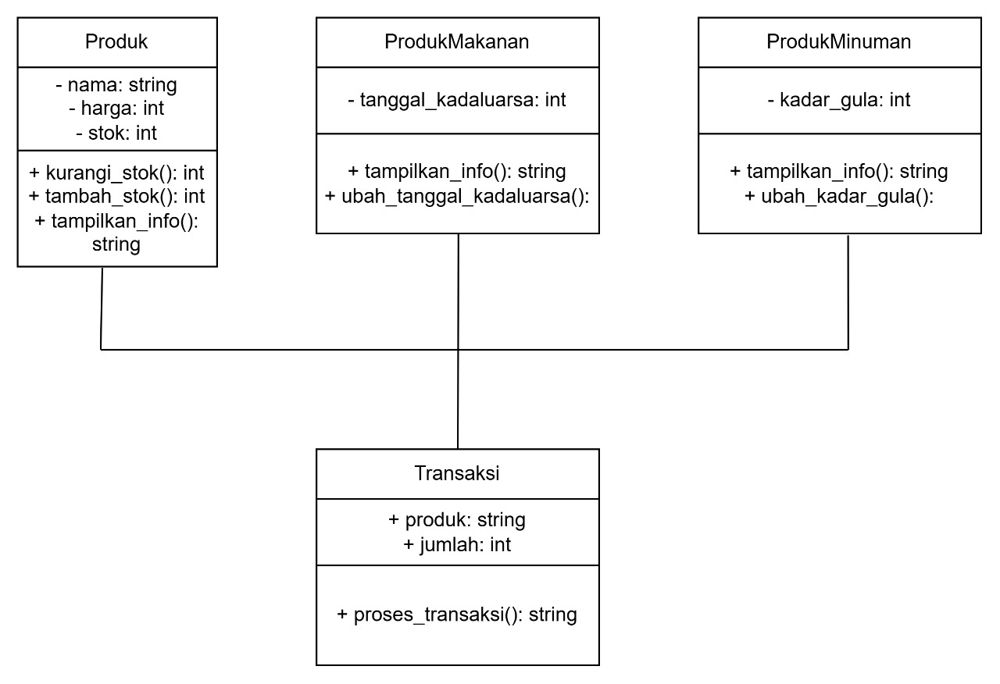 Produk
- nama: string
- harga: int
- stok: int
+ kurangi_stok(): int
+ tambah_stok(): int
+ tampilkan_info():
string
ProdukMakanan
- tanggal_kadaluarsa: int
+ tampilkan_info(): string
+ ubah_tanggal_kadaluarsa():
ProdukMinuman
- kadar_gula: int
+ tampilkan_info(): string
+ ubah_kadar_gula():
Transaksi
+ produk: string
+ jumlah: int
+ proses_transaksi(): string